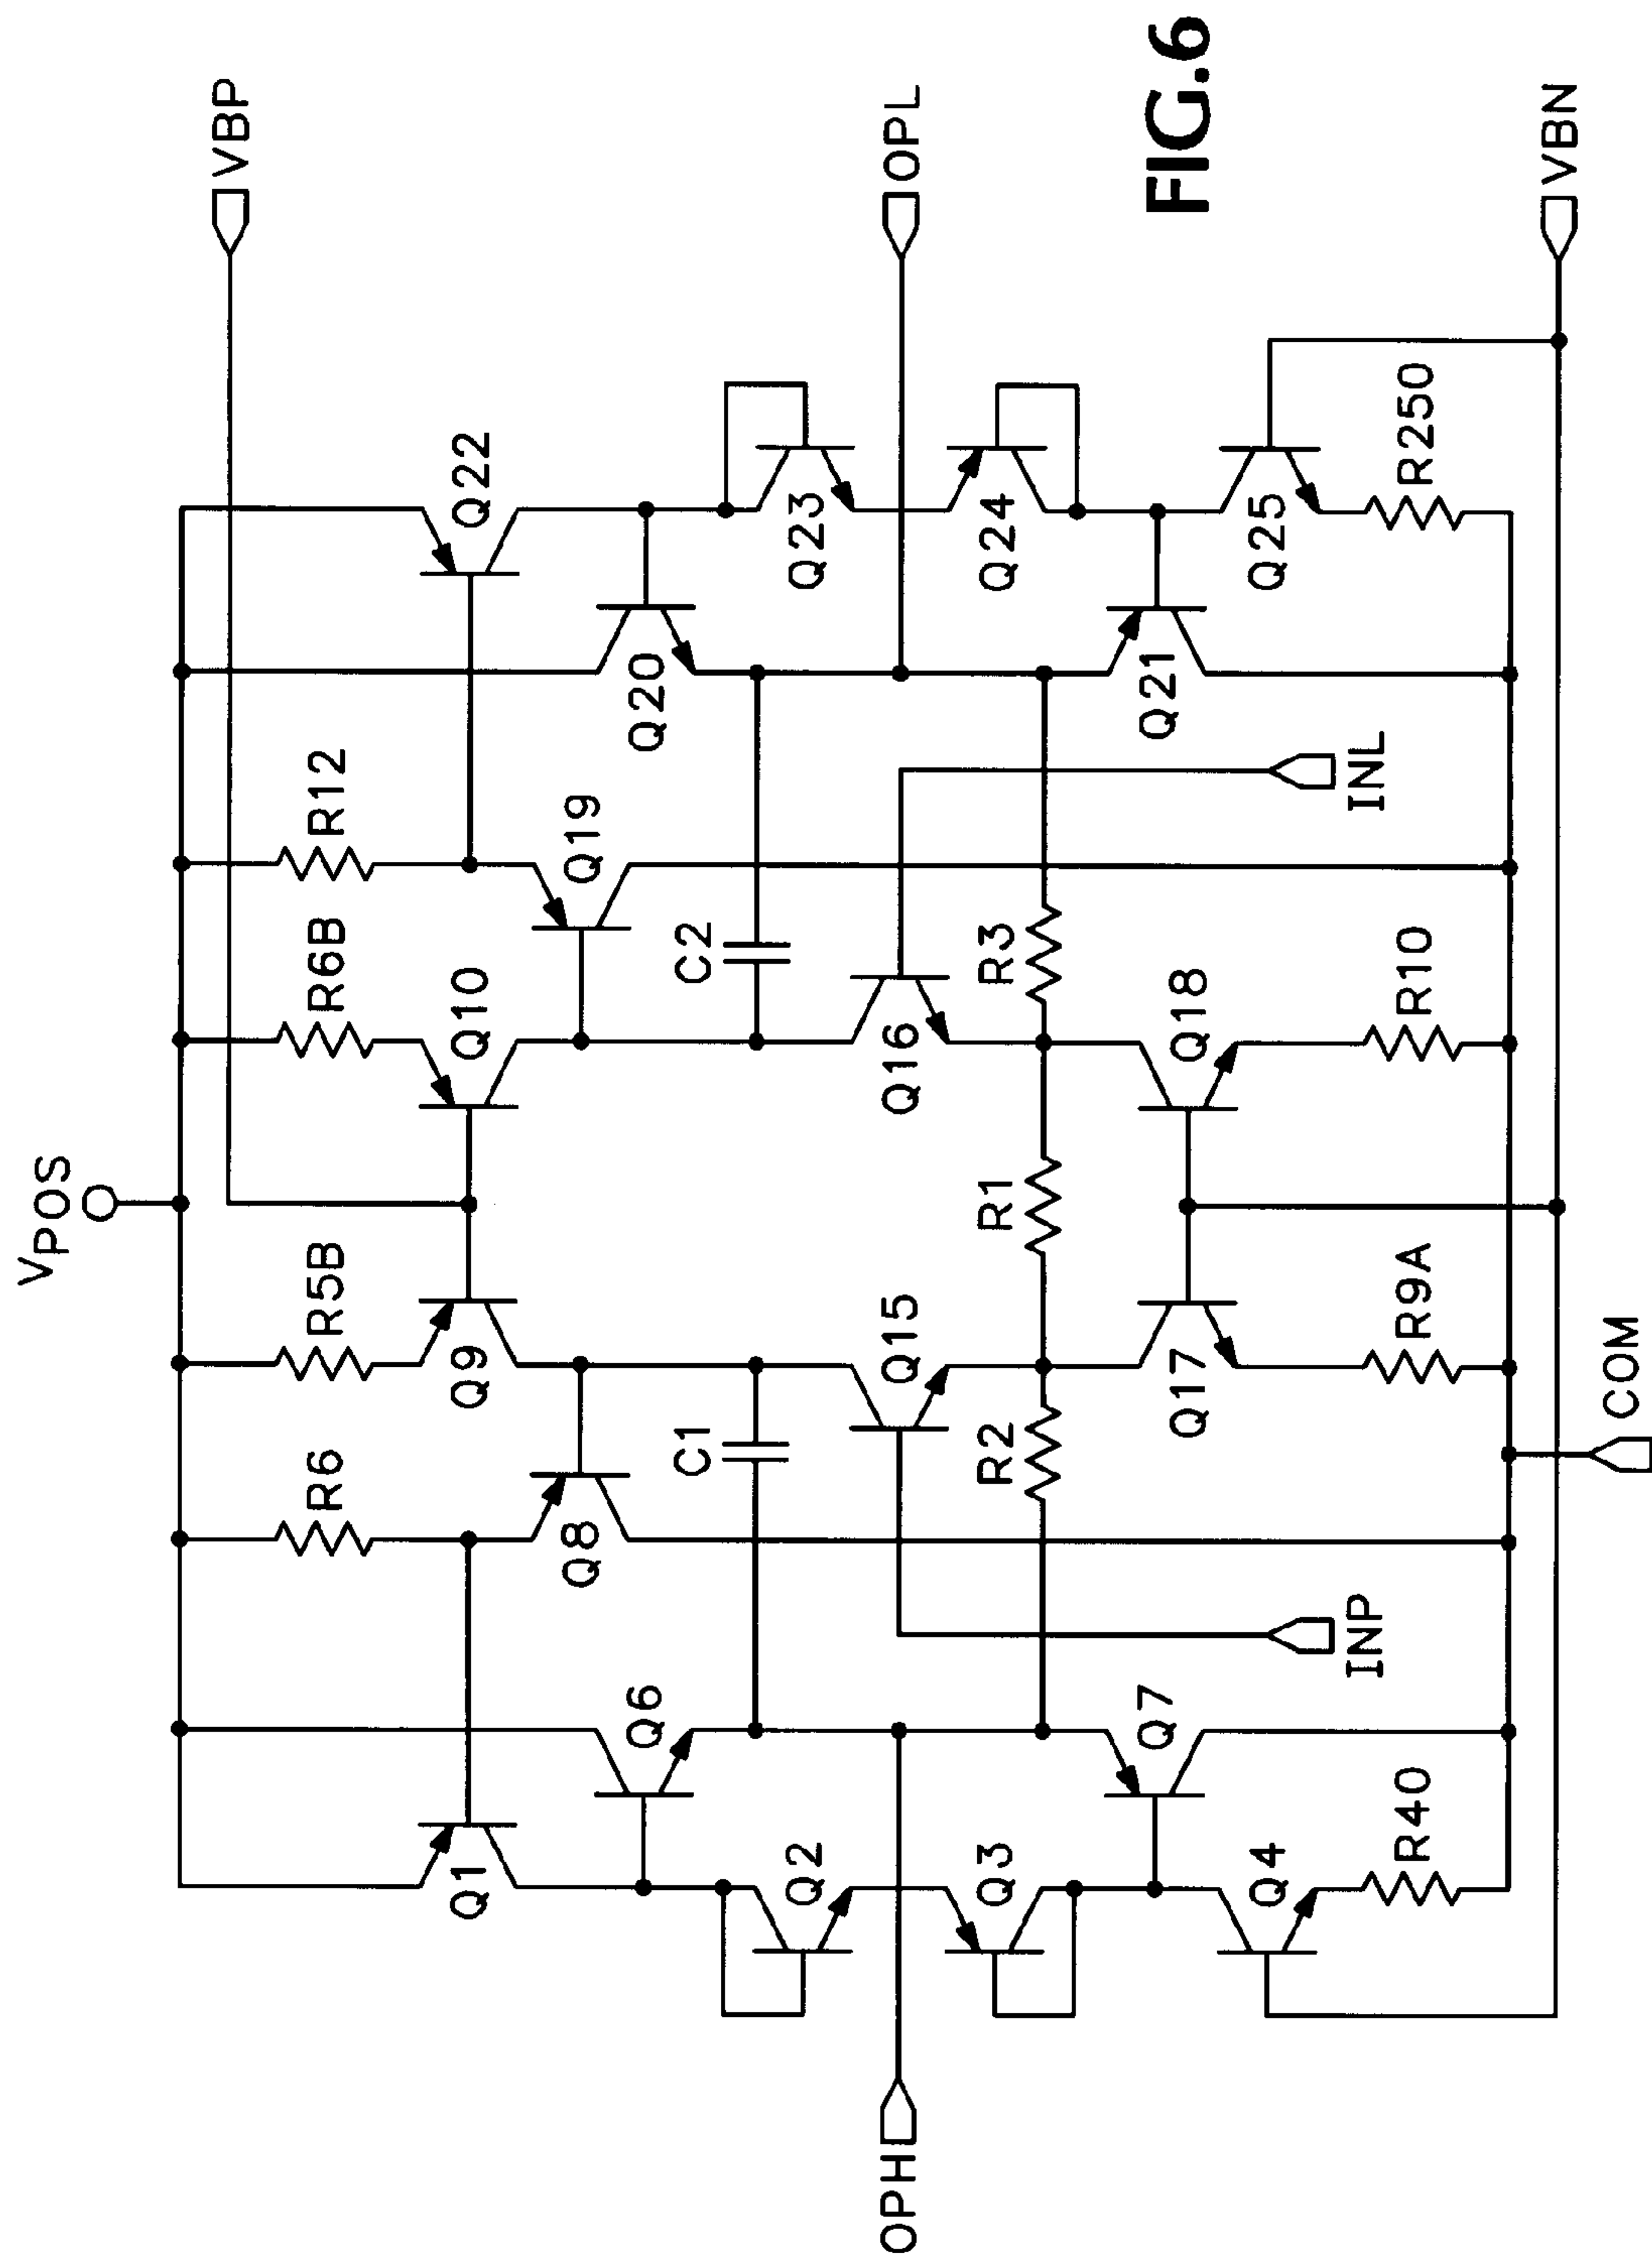 VPOS
VBP
R6
R5B
R6B
R12
Q1
Q9
Q10
Q22
Q8
Q19
Q6
Q20
C1
C2
Q2
Q23
OPHI
Q15
Q16
OPL
Q3
R2
R1
R3
Q24
Q7
Q17
Q18
Q21
Q4
Q25
INP
INL
R40
R9A
R10
R250
COM
VBN
FIG.6